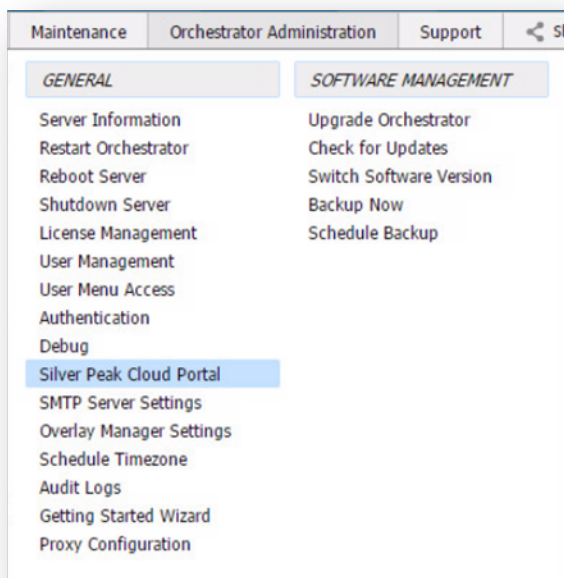 Maintenance
Orchestrator Administration
Support
GENERAL
Server Information
Restart Orchestrator
Reboot Server
Shutdown Server
License Management
User Management
User Menu Access
Authentication
Debug
Silver Peak Cloud Portal
SMTP Server Settings
Overlay Manager Settings
Schedule Timezone
Audit Logs
Getting Started Wizard
Proxy Configuration
SOFTWARE MANAGEMENT
Upgrade Orchestrator
Check for Updates
Switch Software Version
Backup Now
Schedule Backup